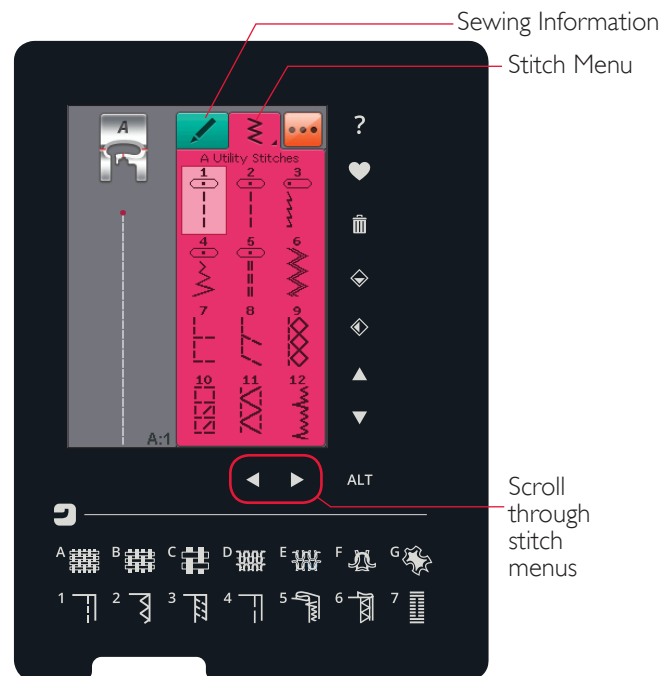 Sewing Information
Stitch Menu
A
?
A Utility Stitches
1 2 3
4 5 6
7 8 9
10 11 12
A:1
ALT
Scroll
through
stitch
menus
A B C D E F G
1 2 3 4 5 6 7